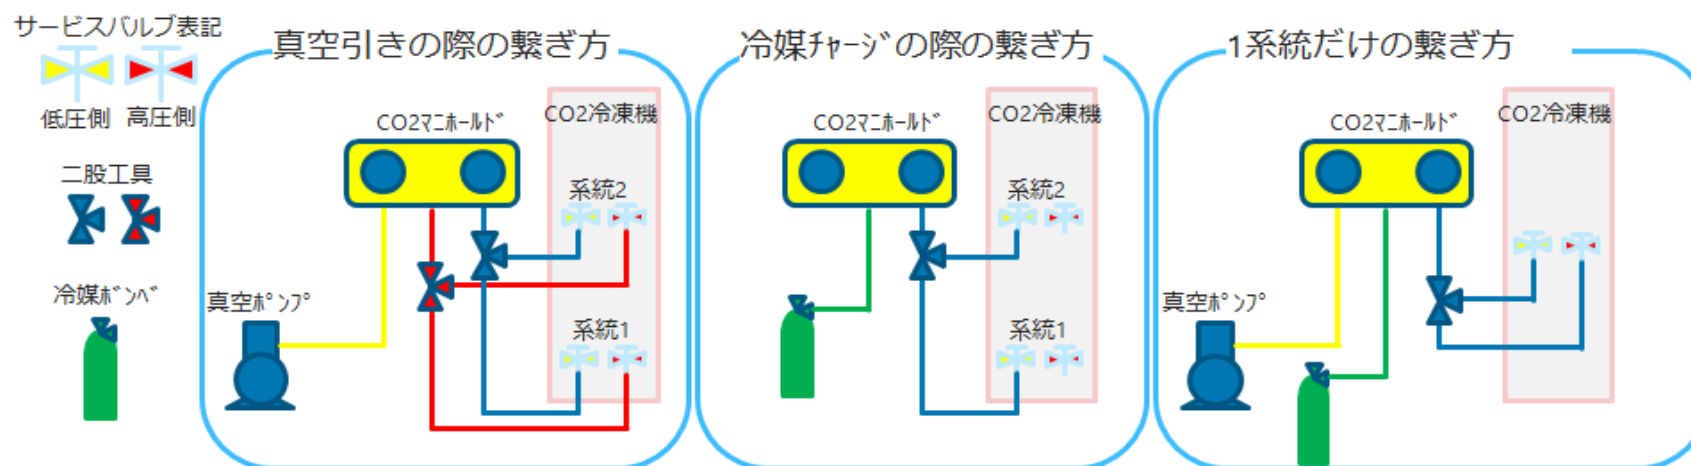 サービスバルブ表記
低圧側 高圧側
二股工具
冷媒ﾎﾞﾝﾍﾞ
真空引きの際の繋ぎ方
CO2ﾏﾆﾎｰﾙﾄﾞ
CO2冷凍機
系統2
系統1
真空ﾎﾟﾝﾌﾟ
冷媒ﾁｬｰｼﾞの際の繋ぎ方
CO2ﾏﾆﾎｰﾙﾄﾞ
CO2冷凍機
系統2
系統1
1系統だけの繋ぎ方
CO2ﾏﾆﾎｰﾙﾄﾞ
CO2冷凍機
真空ﾎﾟﾝﾌﾟ